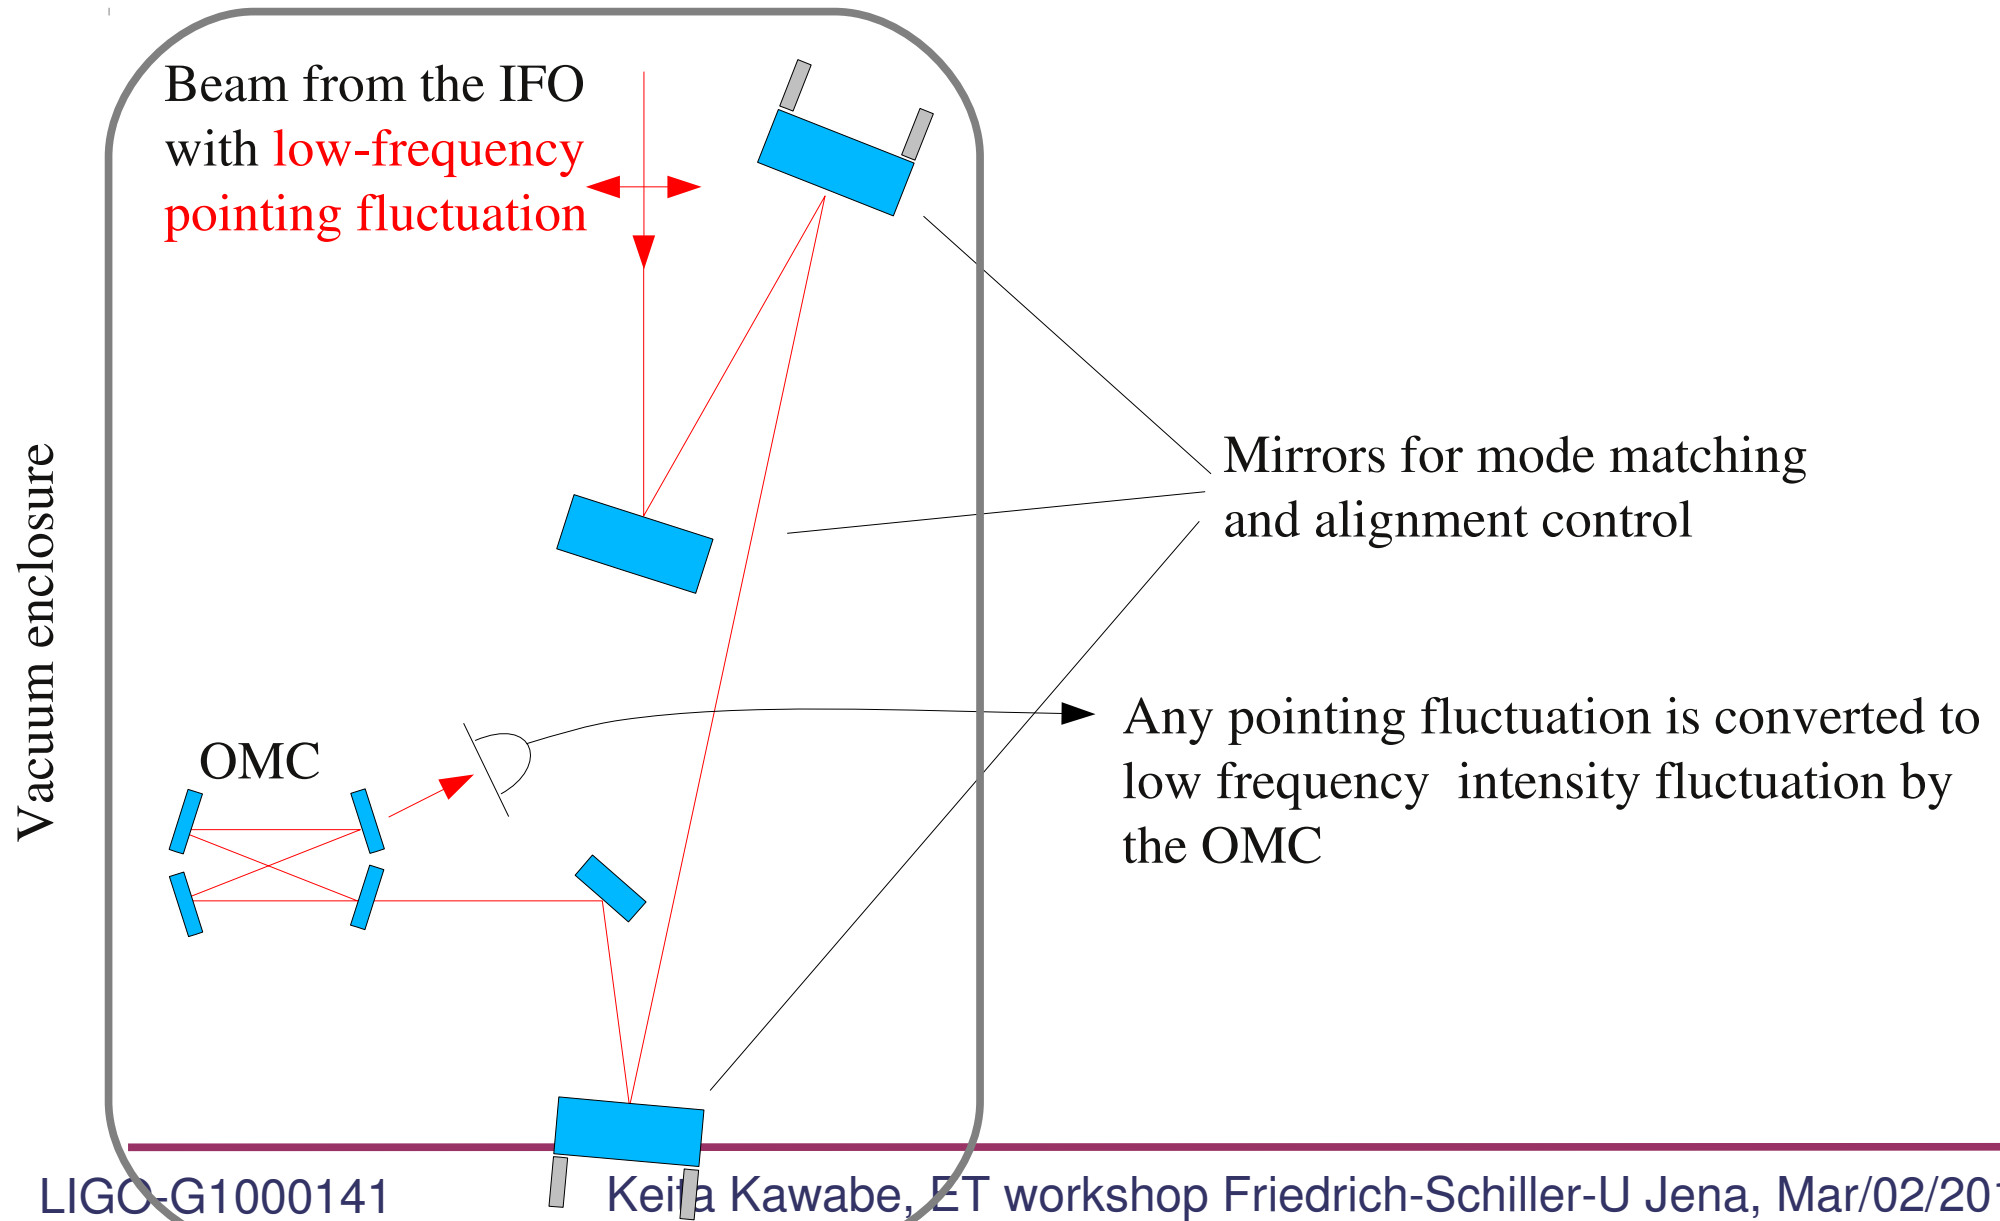 Beam from the IFO
with low-frequency
pointing fluctuation
Mirrors for mode matching
and alignment control
Vacuum enclosure
Any pointing fluctuation is converted to
low frequency intensity fluctuation by
the OMC
OMC
LIGO-G1000141
Keita Kawabe, ET workshop Friedrich-Schiller-U Jena, Mar/02/201